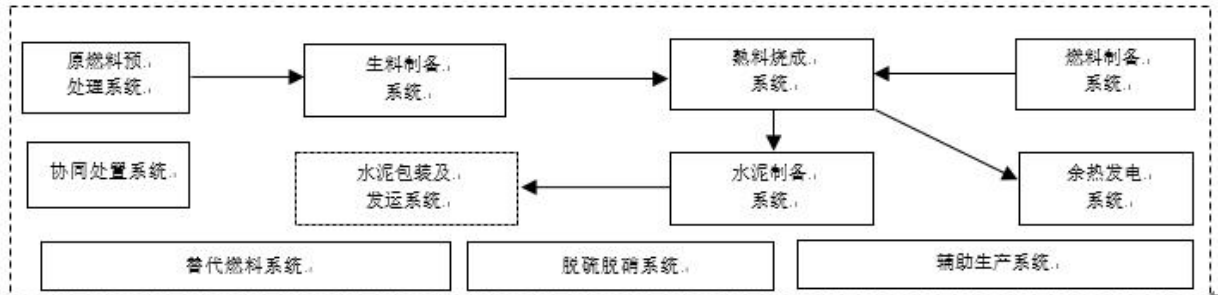 原燃料预
处理系统
生料制备
系统
熟料烧成
系统
燃料制备
系统
协同处置系统
水泥包装及
发运系统
水泥制备
系统
余热发电
系统
替代燃料系统
脱硫脱硝系统
辅助生产系统